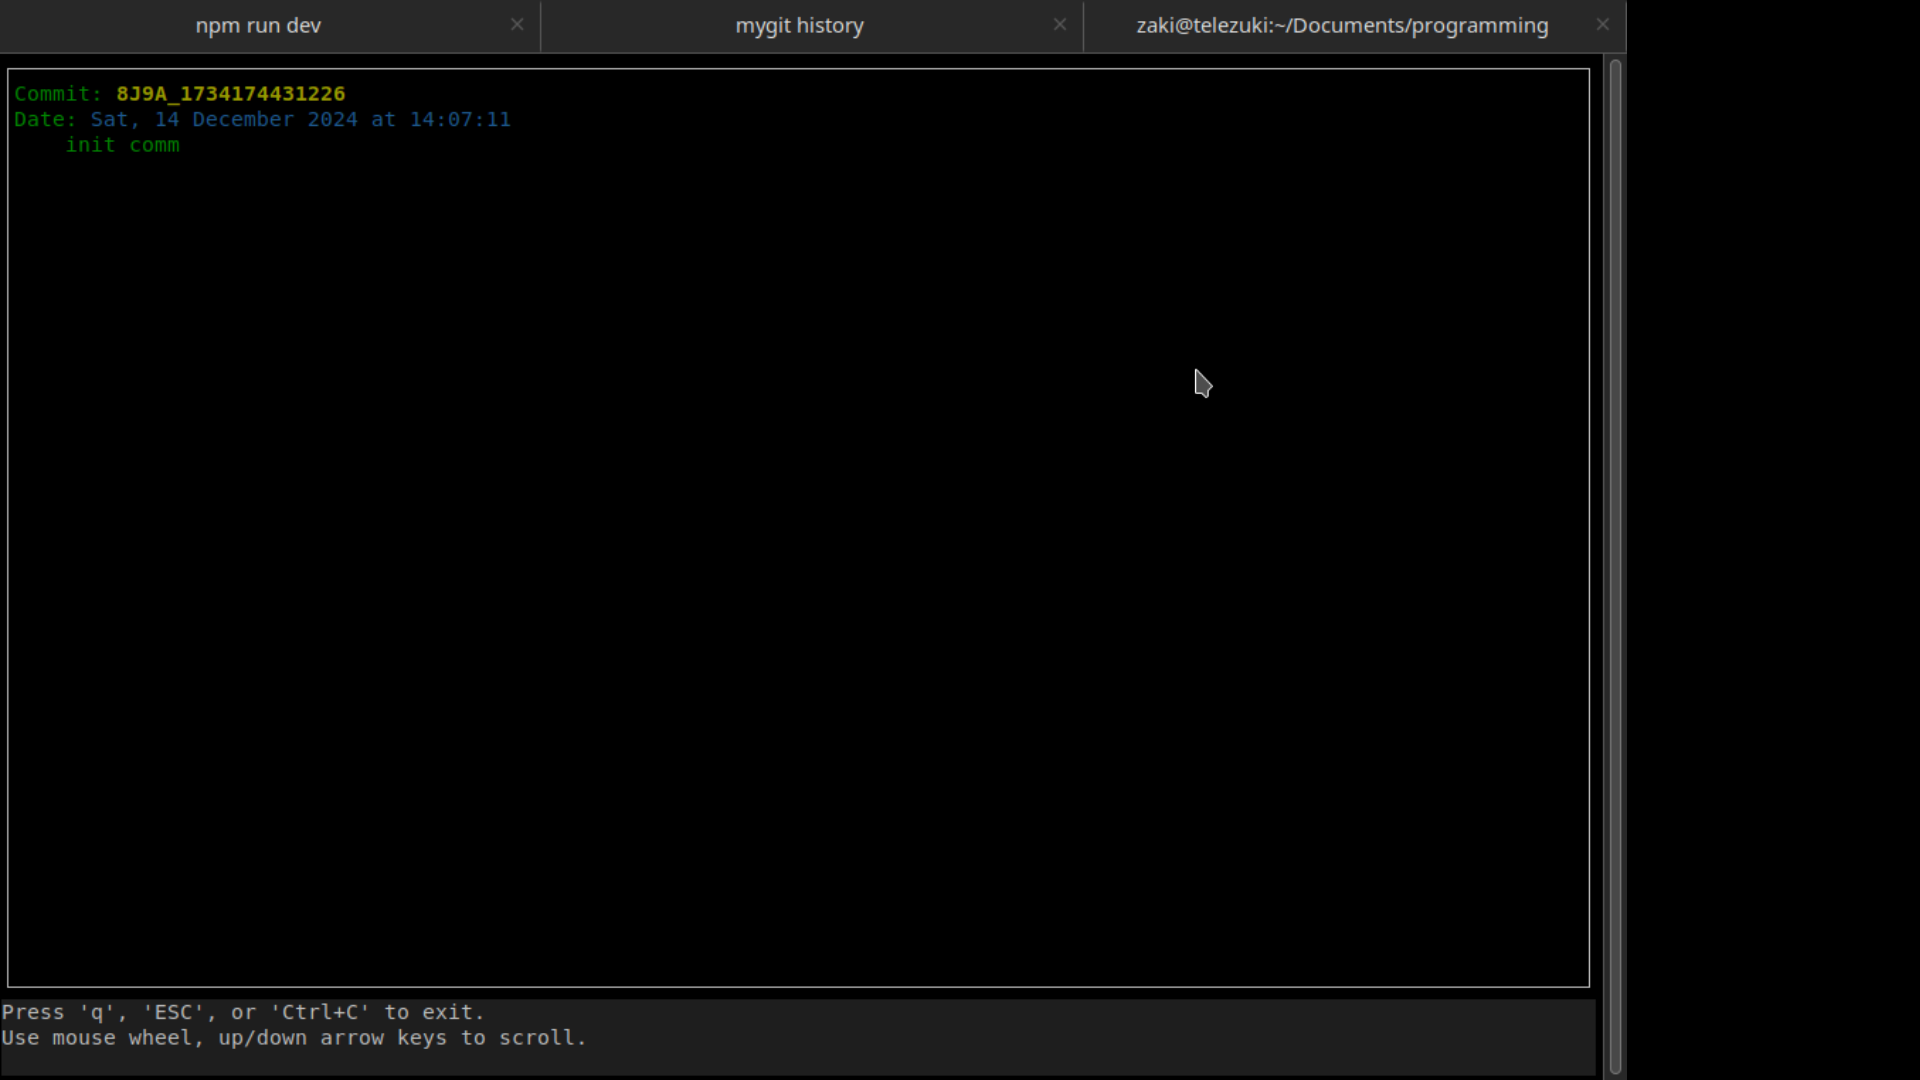 npm run dev
mygit history
zaki@telezuki:~/Documents/programming
Commit: 8J9A_1734174431226
Date: Sat, 14 December 2024 at 14:07:11
init comm
Press 'q', 'ESC', or 'Ctrl+C' to exit.
Use mouse wheel, up/down arrow keys to scroll.